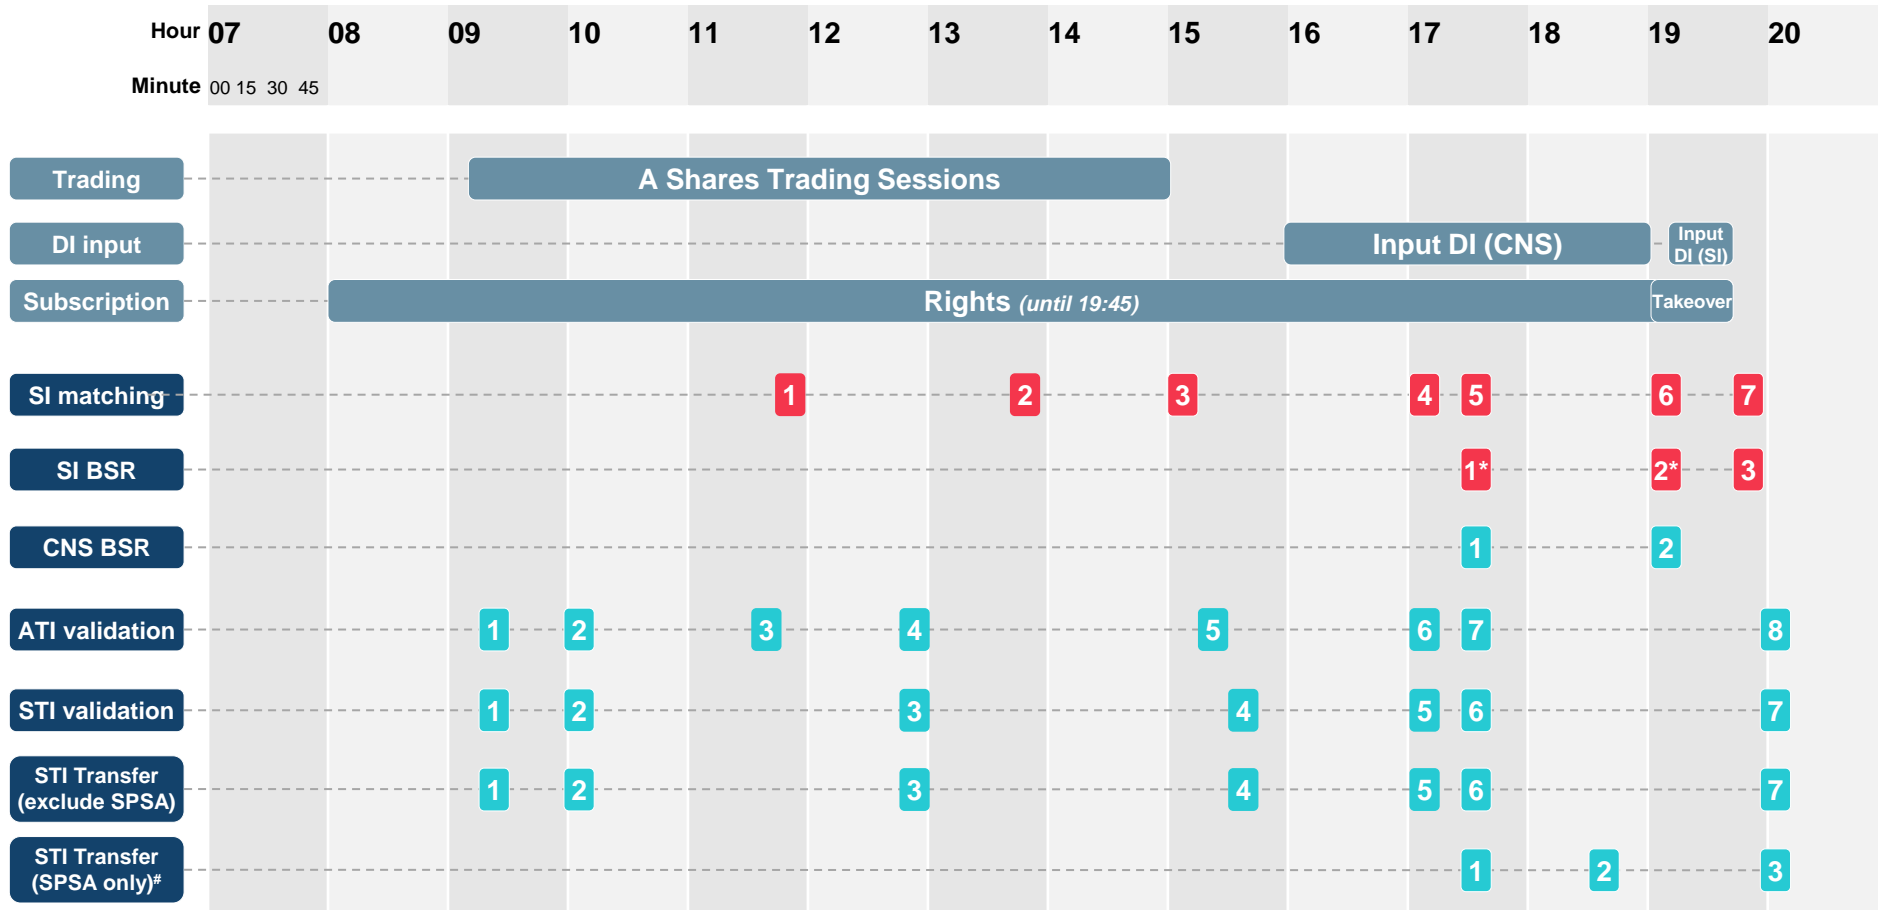 Hour 07 08 09 10 11 12 13 14 15 16 17 18 19 20
Minute 00 15 30 45
Trading A Shares Trading Sessions
DI input Input DI (CNS) Input
DI (SI)
Subscription Rights (until 19:45) Takeover
SI matching 1 2 3 4 5 6 7
SI BSR 1* 2* 3
CNS BSR 1 2
ATI validation 1 2 3 4 5 6 7 8
STI validation 1 2 3 4 5 6 7
STI Transfer
(exclude SPSA) 1 2 3 4 5 6 7
STI Transfer
(SPSA only)# 1 2 3